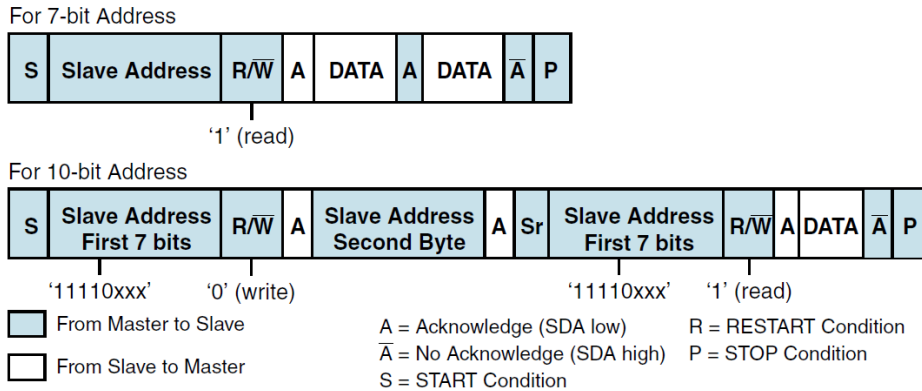 For 7-bit Address
S Slave Address R/W̅ A DATA A DATA A̅ P
‘1’ (read)
For 10-bit Address
S Slave Address First 7 bits R/W̅ A Slave Address Second Byte A Sr Slave Address First 7 bits R/W̅ A DATA A̅ P
‘11110xxx’ ‘0’ (write) ‘11110xxx’ ‘1’ (read)
From Master to Slave
From Slave to Master
A = Acknowledge (SDA low)
A̅ = No Acknowledge (SDA high)
S = START Condition
R = RESTART Condition
P = STOP Condition